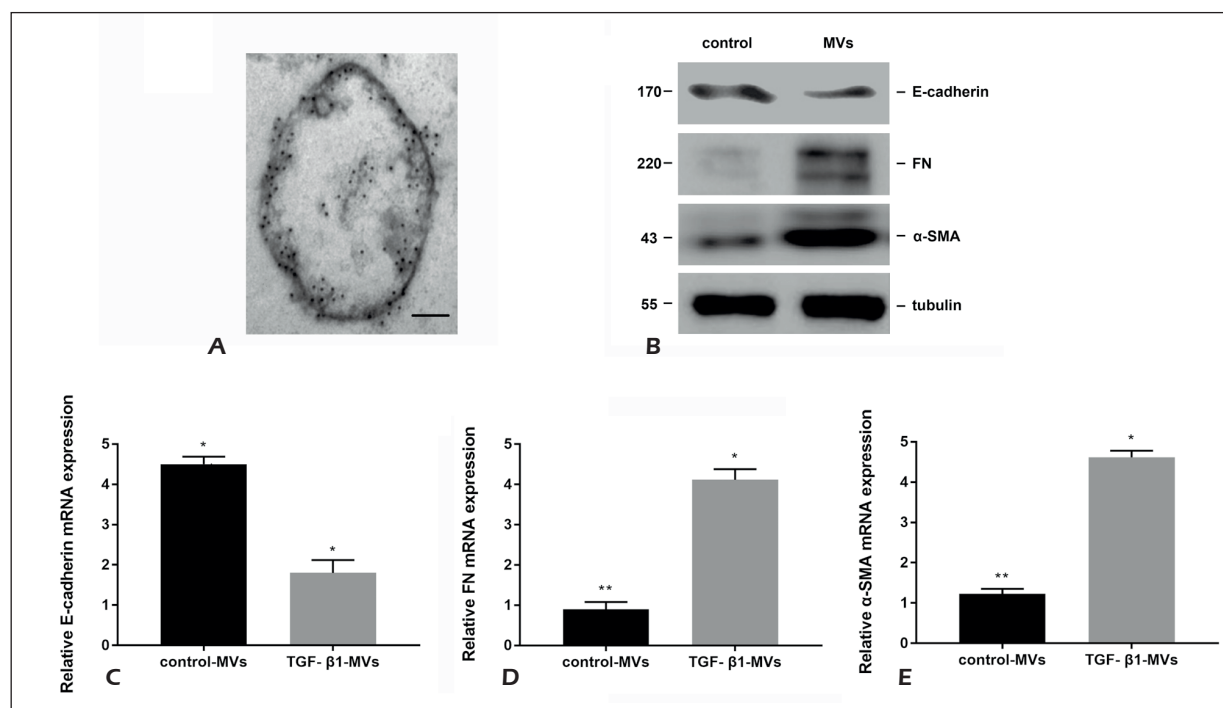 control MVs
170 – – E-cadherin
220 – – FN
43 – – α-SMA
55 – – tubulin
A
B
Relative E-cadherin mRNA expression
5
4
3
2
1
0
*
*
control-MVs TGF- β1-MVs
C
Relative FN mRNA expression
5
4
3
2
1
0
**
*
control-MVs TGF- β1-MVs
D
Relative α-SMA mRNA expression
5
4
3
2
1
0
**
*
control-MVs TGF- β1-MVs
E